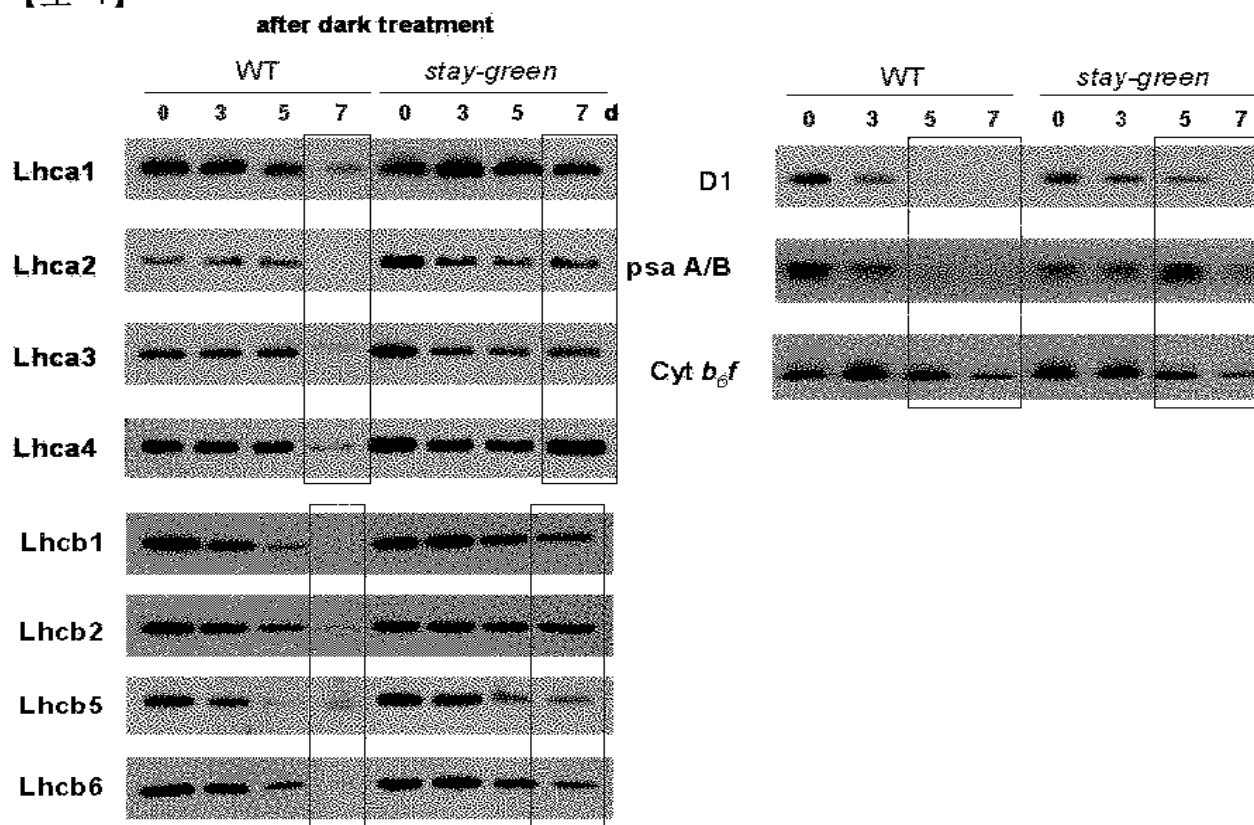 after dark treatment
WT stay-green
0 3 5 7 0 3 5 7 d
Lhca1
Lhca2
Lhca3
Lhca4
Lhcb1
Lhcb2
Lhcb5
Lhcb6
WT stay-green
0 3 5 7 0 3 5 7
D1
psa A/B
Cyt b6f